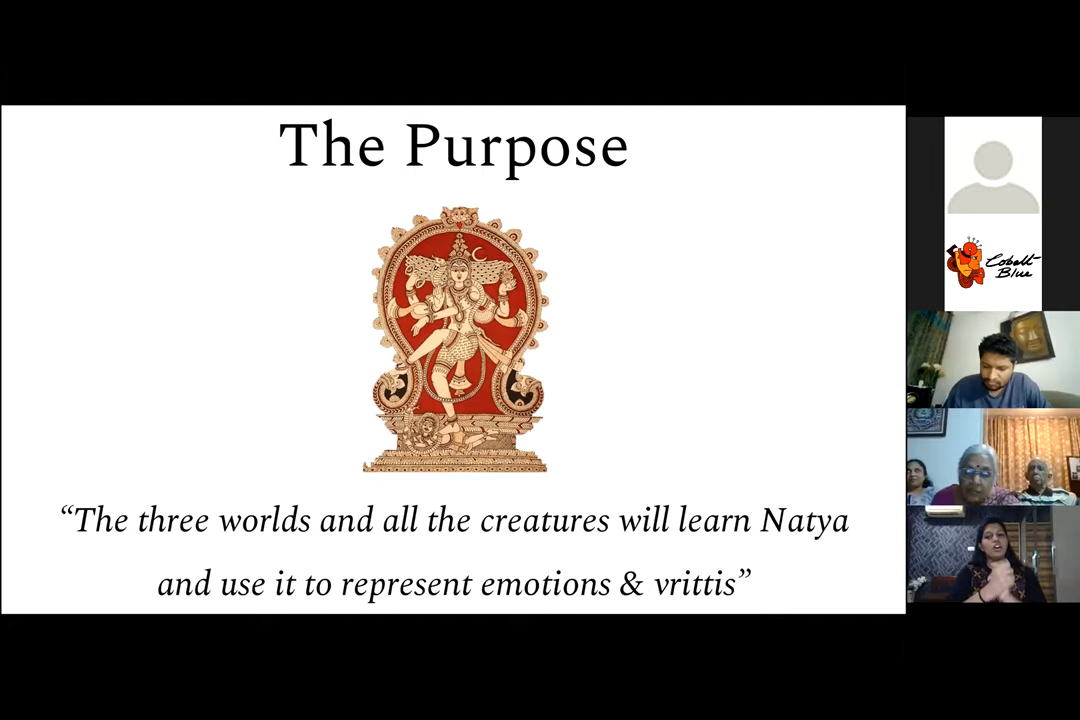 The Purpose
“The three worlds and all the creatures will learn Natya
and use it to represent emotions & vrittis”
Cobalt
Blue